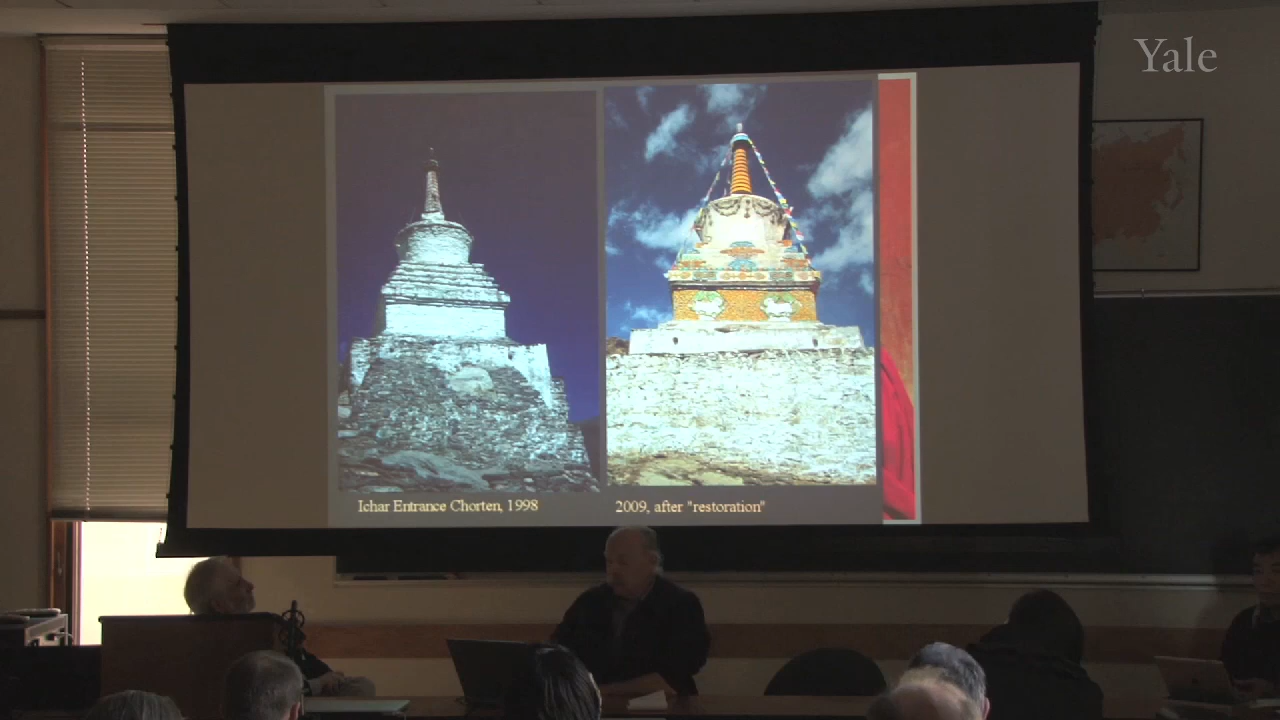 Yale
Ichar Entrance Chorten, 1998
2009, after "restoration"